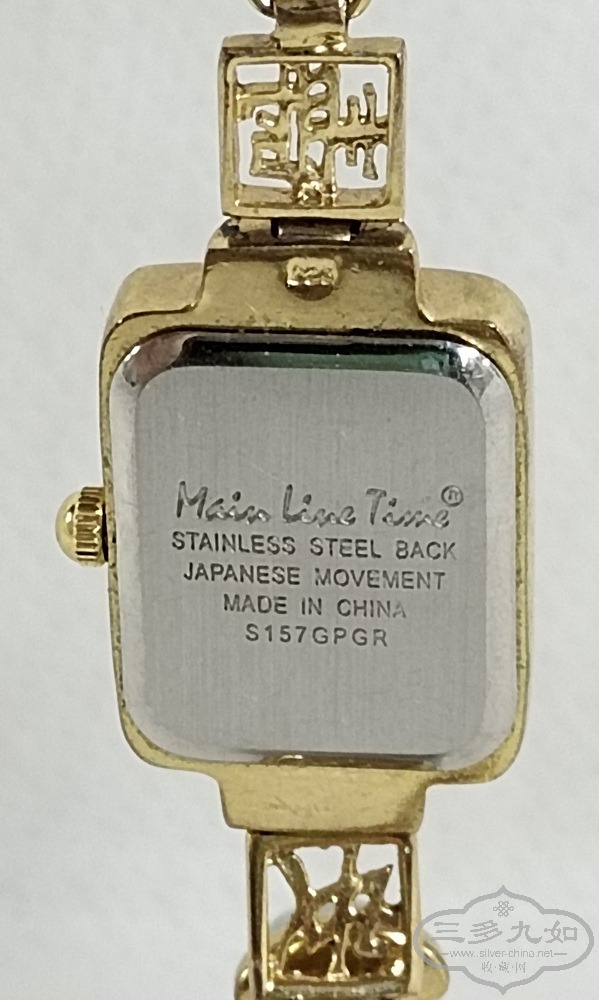 Main Line Time®
STAINLESS STEEL BACK
JAPANESE MOVEMENT
MADE IN CHINA
S157GPGR
三多九如
www.silver-china.net
收·藏·网